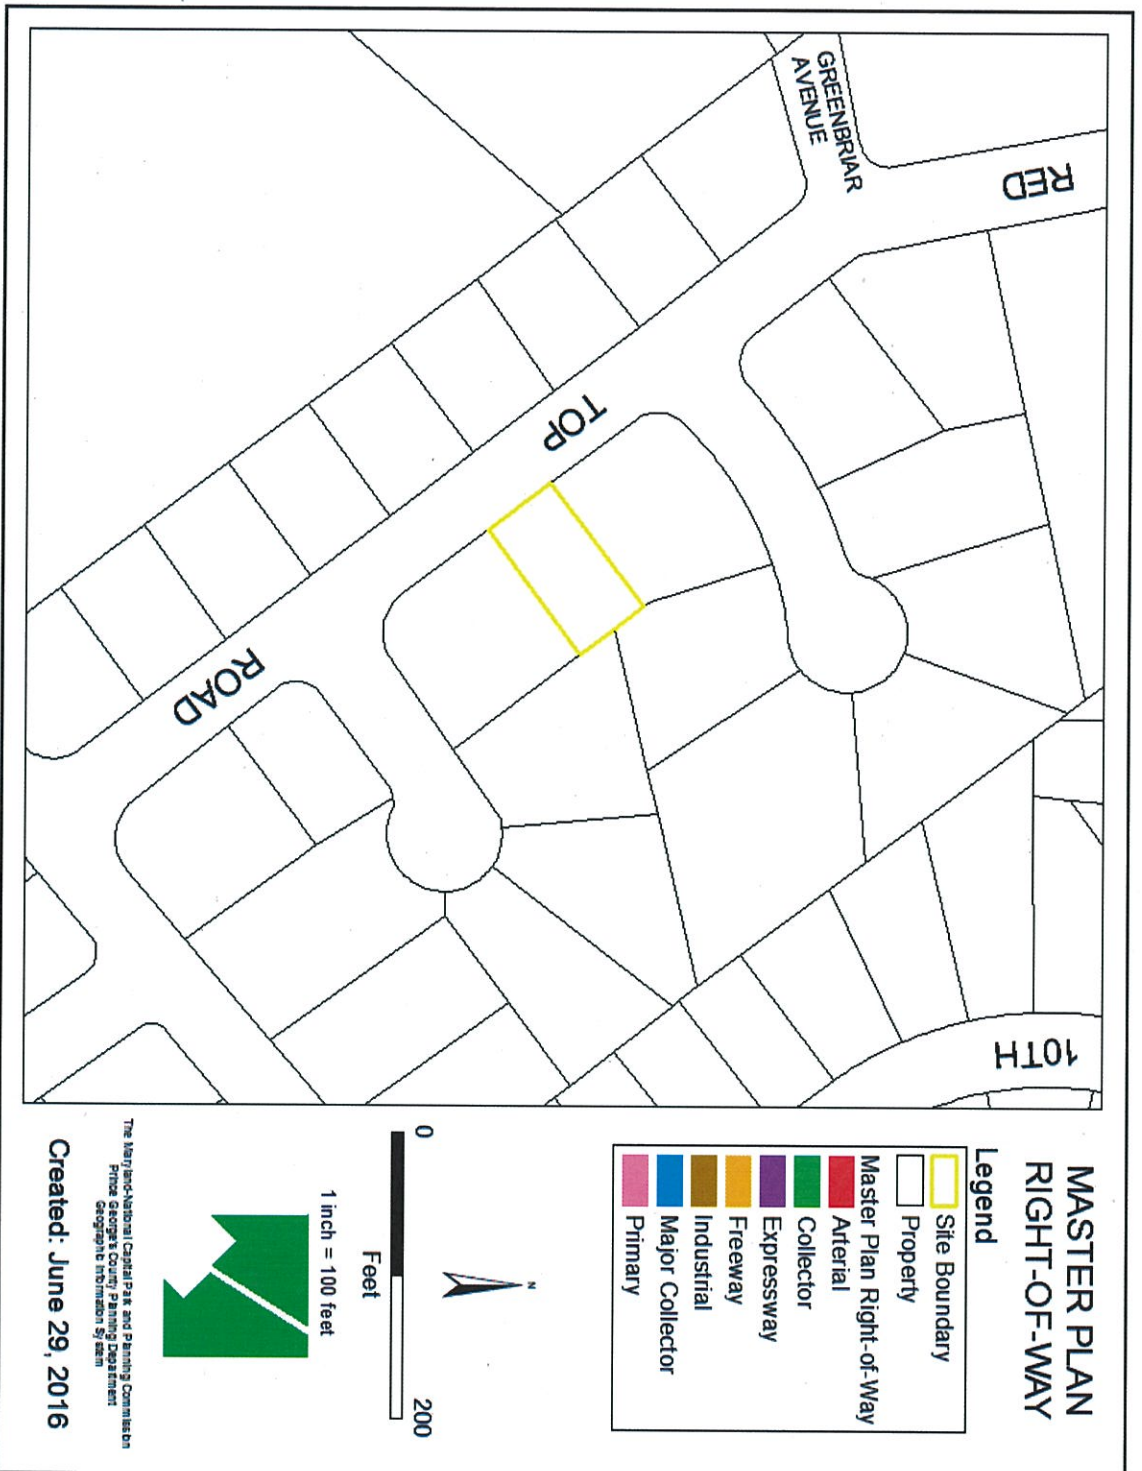 MASTER PLAN
RIGHT-OF-WAY
Legend
Site Boundary
Property
Master Plan Right-of-Way
Arterial
Collector
Expressway
Freeway
Industrial
Major Collector
Primary
N
0
200
Feet
1 inch = 100 feet
The Maryland-National Capital Park and Planning Commission
Prince George's County Planning Department
Geographic Information System
Created: June 29, 2016
GREENBRIAR
AVENUE
RED
TOP
ROAD
10TH